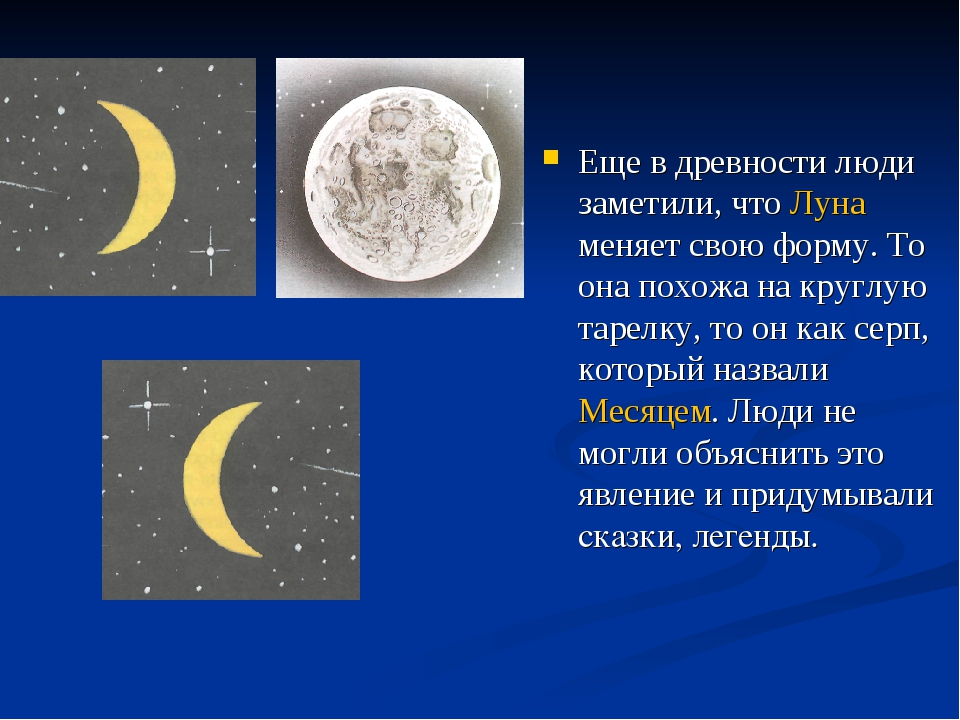 Еще в древности люди
заметили, что Луна
меняет свою форму. То
она похожа на круглую
тарелку, то он как серп,
который назвали
Месяцем. Люди не
могли объяснить это
явление и придумывали
сказки, легенды.